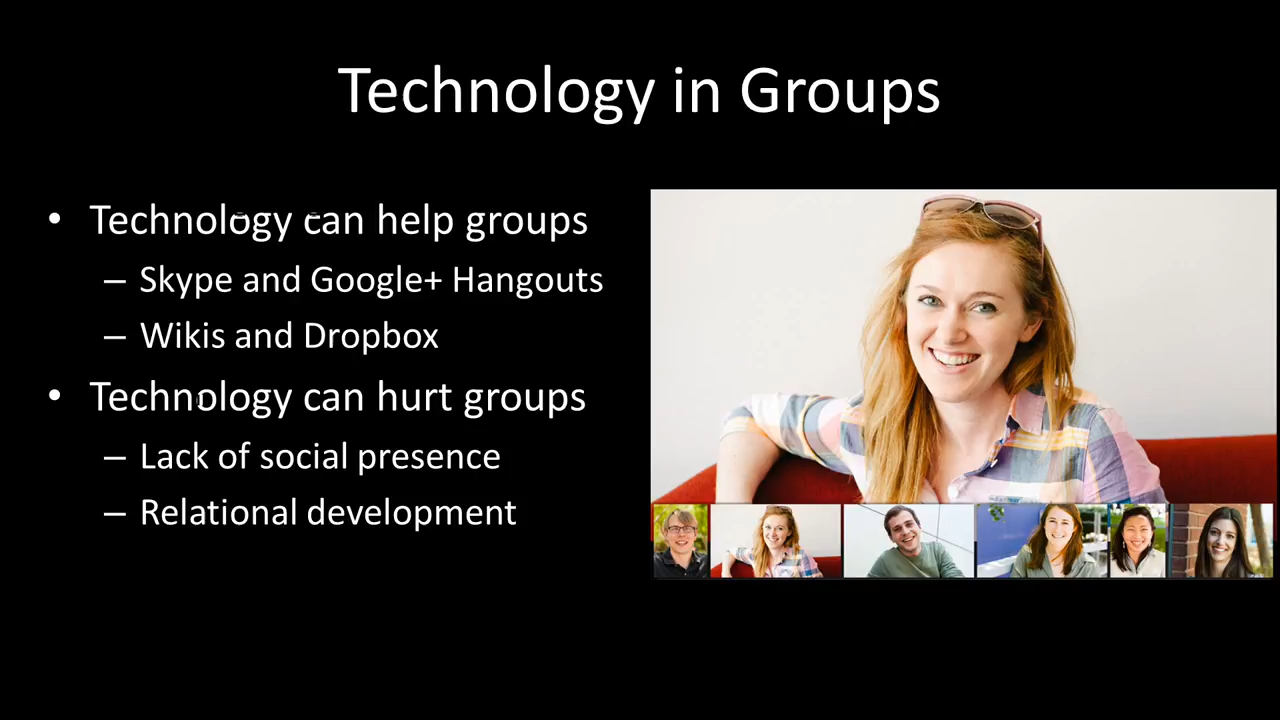 Technology in Groups
• Technology can help groups
– Skype and Google+ Hangouts
– Wikis and Dropbox
• Technology can hurt groups
– Lack of social presence
– Relational development